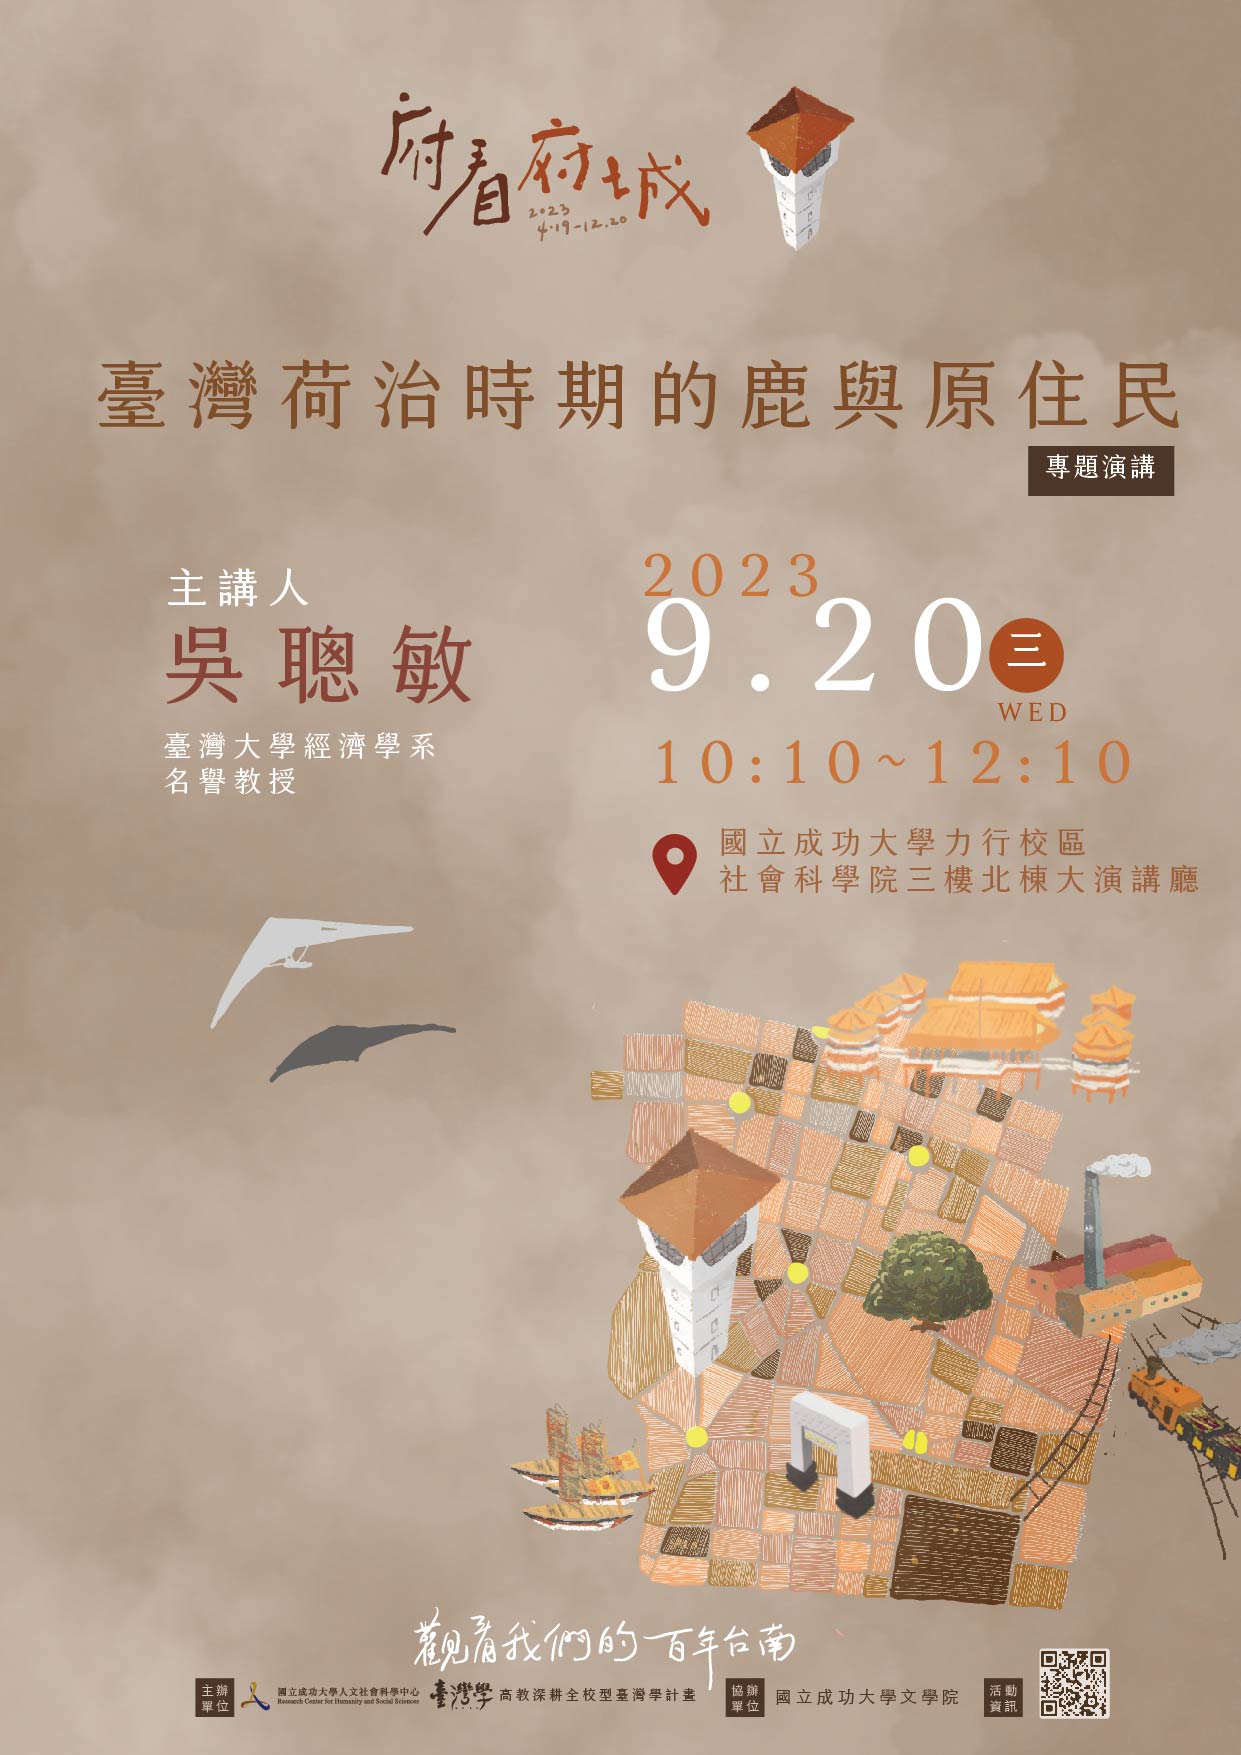 府看府城
2023
4.19-12.20
臺灣荷治時期的鹿與原住民
專題演講
主講人
吳聰敏
臺灣大學經濟學系
名譽教授
2023
9.20 三
WED
10:10~12:10
國立成功大學力行校區
社會科學院三樓北棟大演講廳
觀看我們的百年台南
主辦單位
國立成功大學人文社會科學中心
Research Center for Humanity and Social Sciences
臺灣學
高教深耕全校型臺灣學計畫
協辦單位
國立成功大學文學院
活動資訊